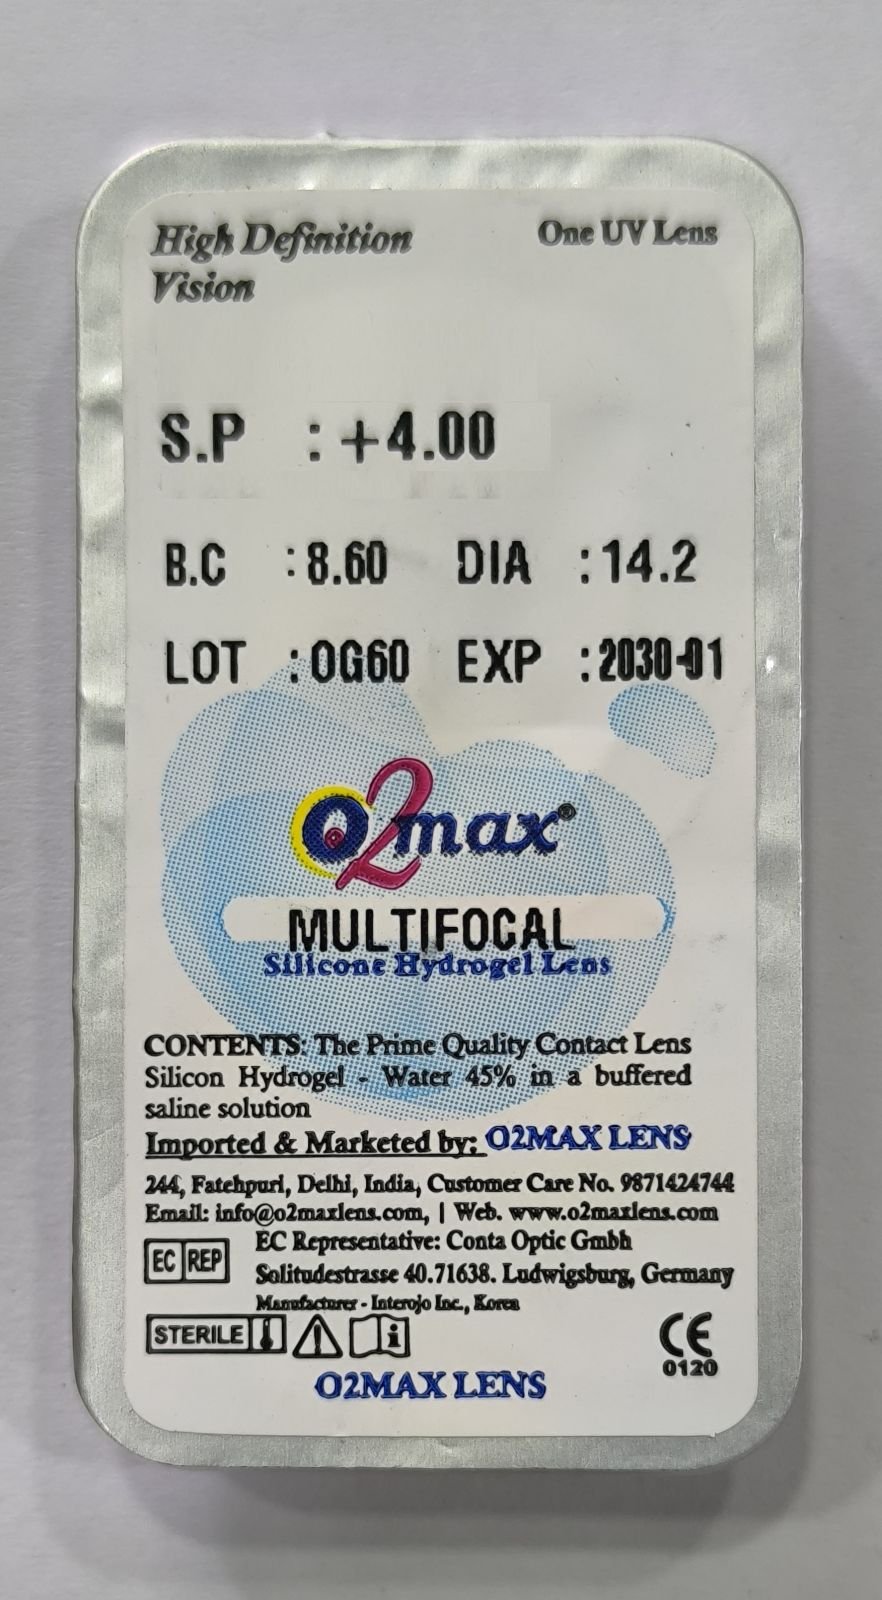 High Definition One UV Lens
Vision
S.P : +4.00
B.C : 8.60 DIA : 14.2
LOT : OG60 EXP : 2030-01
O2max®
MULTIFOCAL
Silicone Hydrogel Lens
CONTENTS: The Prime Quality Contact Lens
Silicon Hydrogel - Water 45% in a buffered
saline solution
Imported & Marketed by: O2MAX LENS
244, Fatehpuri, Delhi, India, Customer Care No. 9871424744
Email: info@o2maxlens.com, | Web. www.o2maxlens.com
EC REP EC Representative: Conta Optic Gmbh
Solitudestrasse 40.71638. Ludwigsburg, Germany
Manufacturer - Interojo Inc., Korea
STERILE i CE
0120
O2MAX LENS